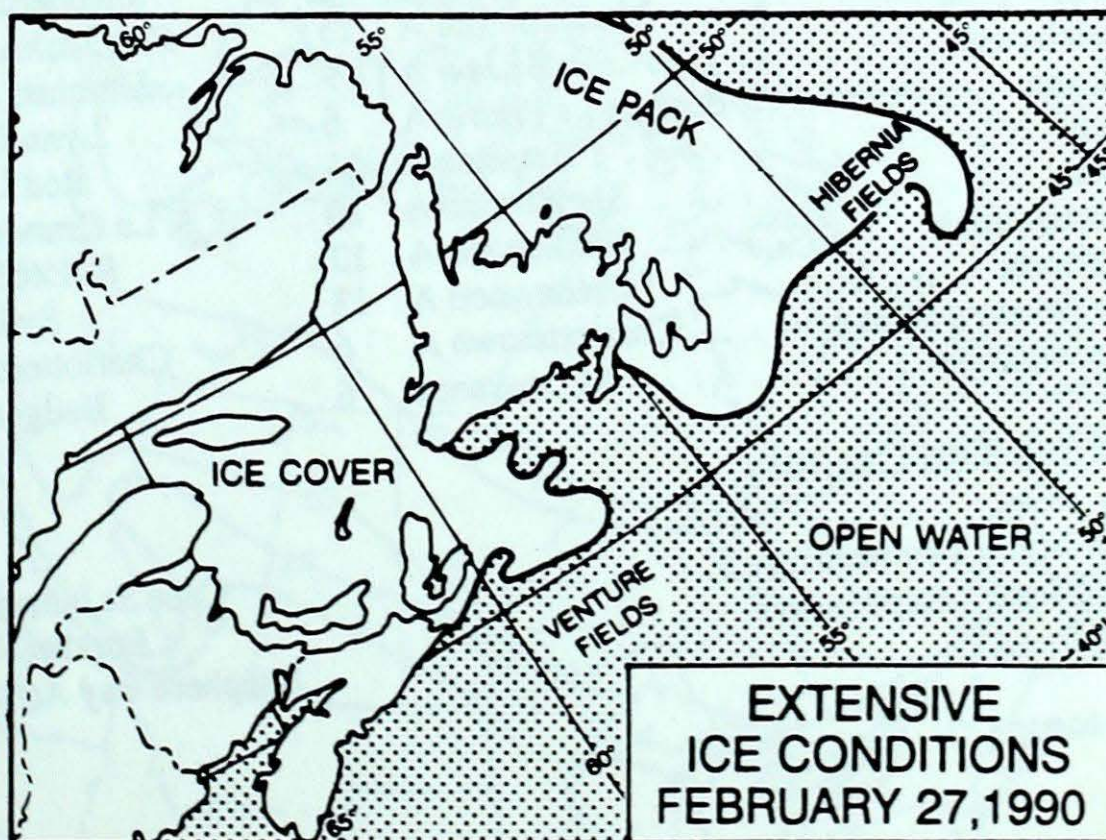 60°
55°
50°
50°
45°
ICE PACK
HIBERNIA
FIELDS
45°
45°
ICE COVER
OPEN WATER
50°
VENTURE
FIELDS
55°
40°
60°
65°
EXTENSIVE
ICE CONDITIONS
FEBRUARY 27,1990